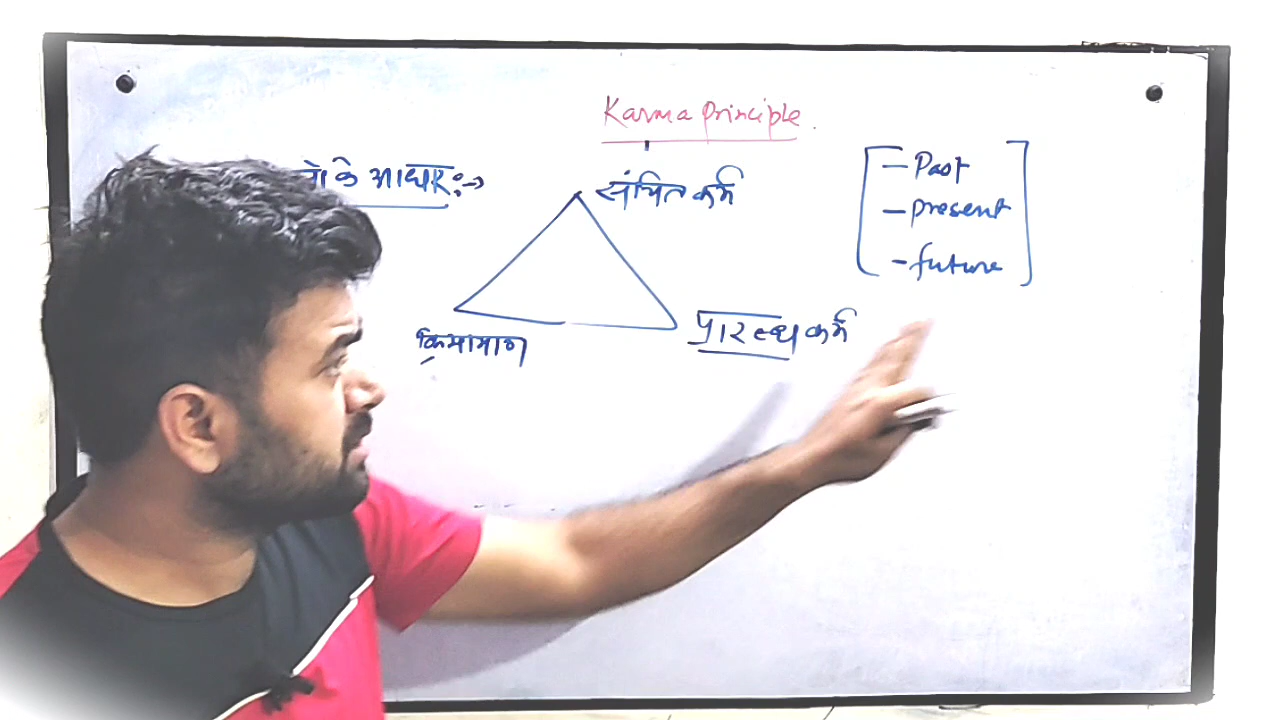 Karma principle.
के आधार :->
संचित कर्म
क्रियामाण
प्रारब्ध कर्म
- Past
- present
- future